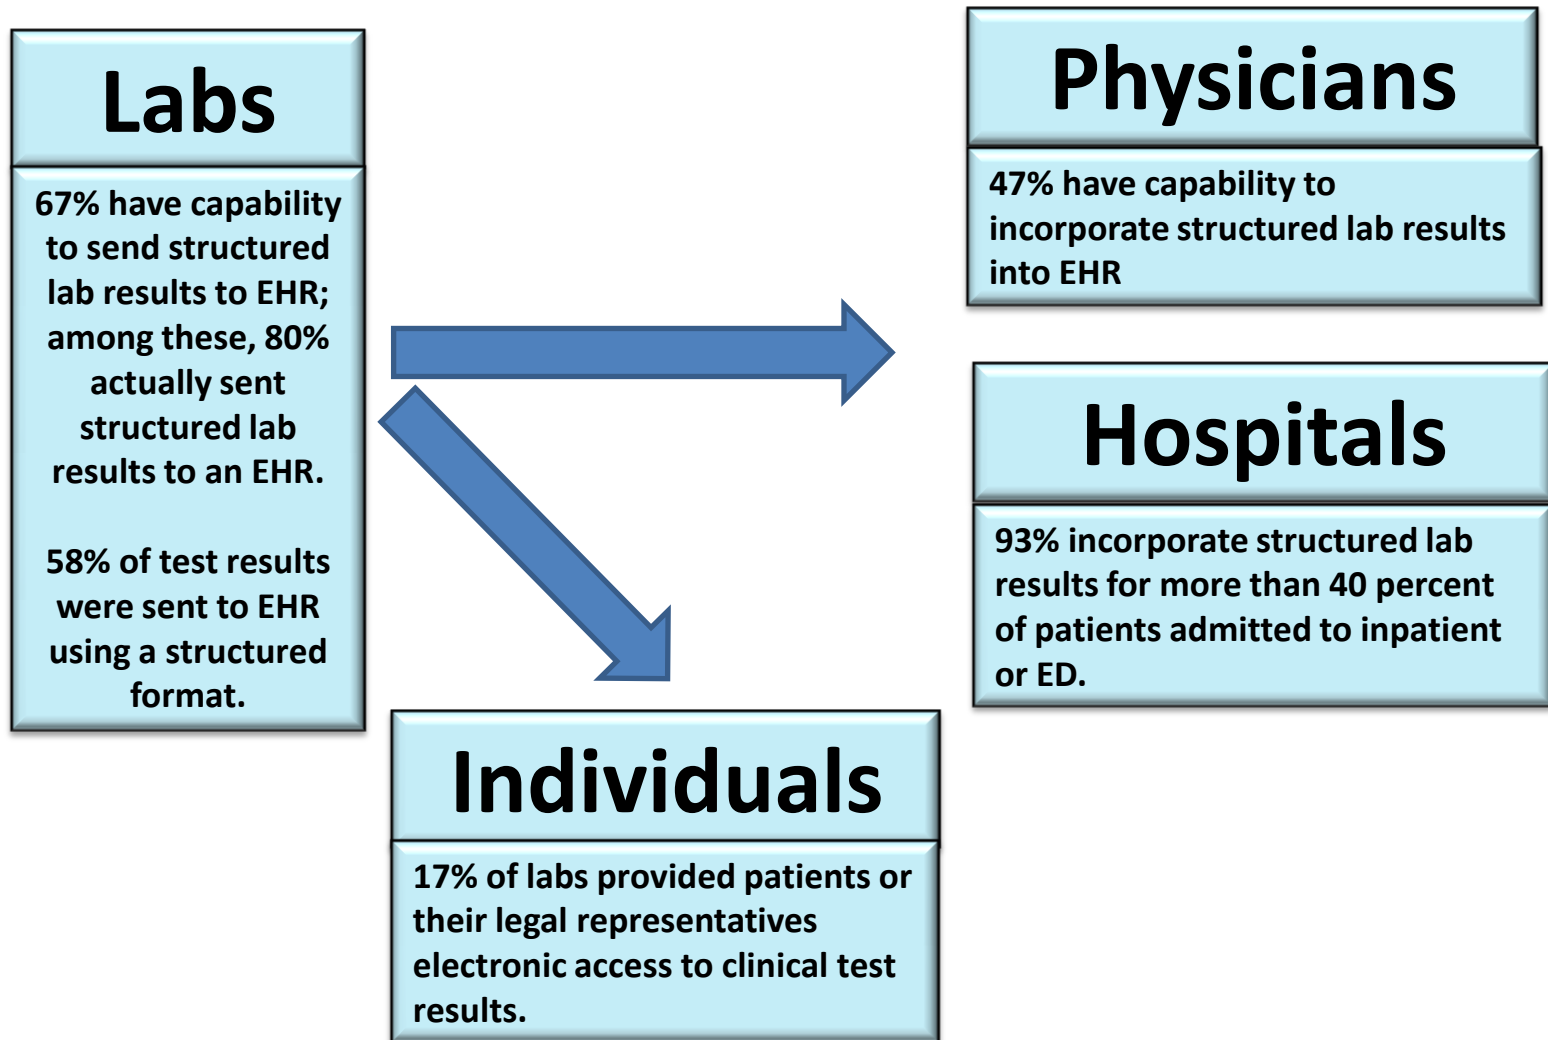 Labs
67% have capability
to send structured
lab results to EHR;
among these, 80%
actually sent
structured lab
results to an EHR.
58% of test results
were sent to EHR
using a structured
format.
Physicians
47% have capability to
incorporate structured lab results
into EHR
Hospitals
93% incorporate structured lab
results for more than 40 percent
of patients admitted to inpatient
or ED.
Individuals
17% of labs provided patients or
their legal representatives
electronic access to clinical test
results.